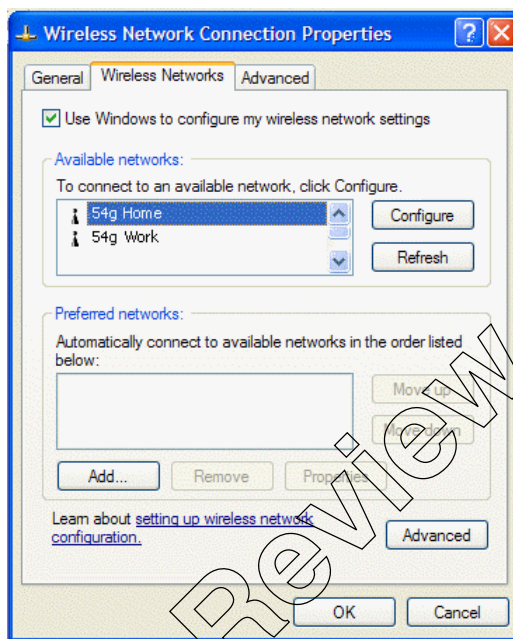 Wireless Network Connection Properties
General Wireless Networks Advanced
Use Windows to configure my wireless network settings
Available networks:
To connect to an available network, click Configure.
54g Home
54g Work
Configure
Refresh
Preferred networks:
Automatically connect to available networks in the order listed
below:
Move up
Move down
Add... Remove Properties
Learn about setting up wireless network
configuration.
Advanced
OK Cancel
Review